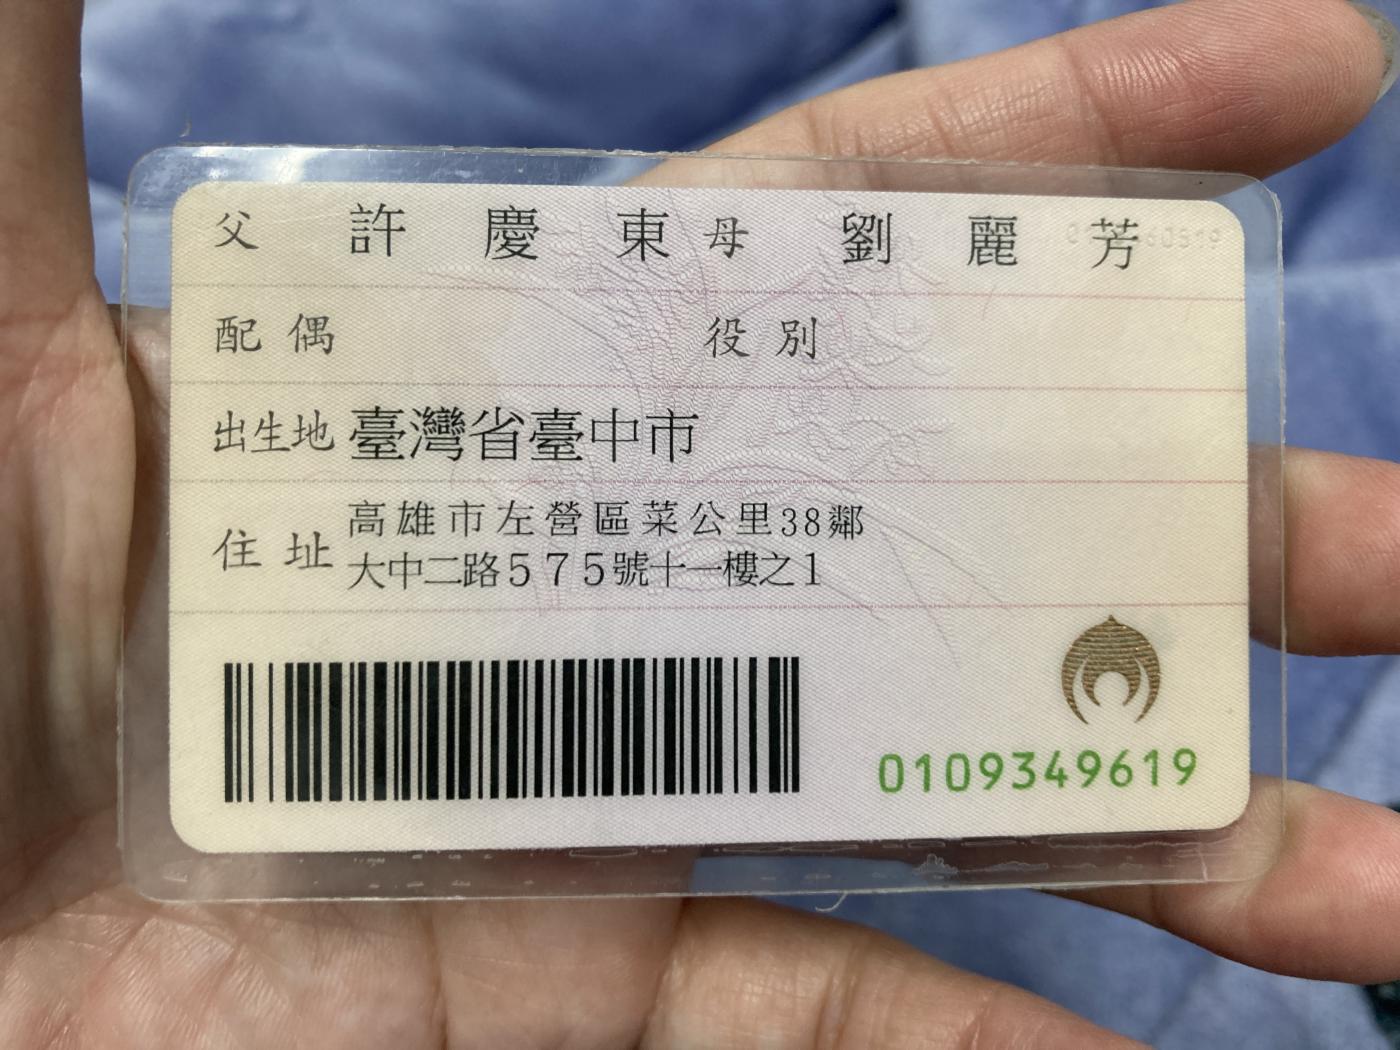 父 許慶東 母 劉麗芳
配偶 役別
出生地 臺灣省臺中市
住址 高雄市左營區菜公里38鄰
大中二路575號十一樓之1
0109349619